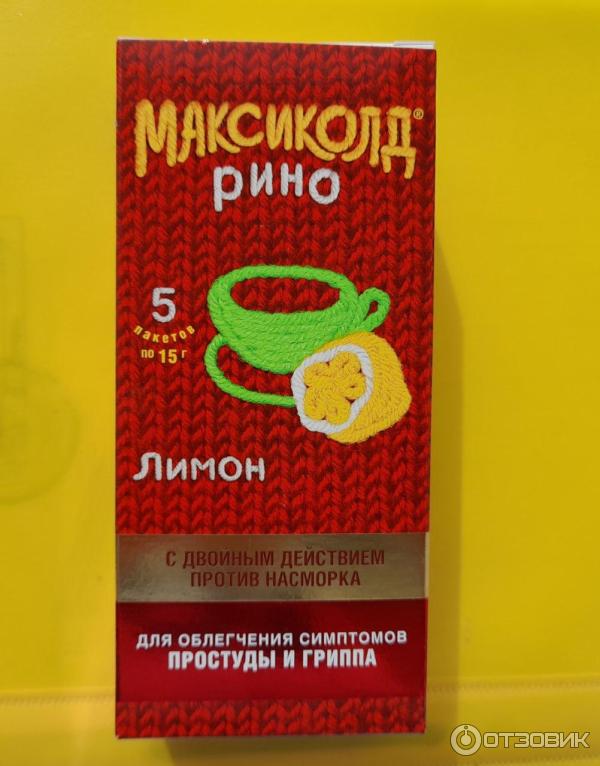 МАКСИКОЛД®
РИНО
5
пакетов
по 15 г
Лимон
С ДВОЙНЫМ ДЕЙСТВИЕМ
ПРОТИВ НАСМОРКА
ДЛЯ ОБЛЕГЧЕНИЯ СИМПТОМОВ
ПРОСТУДЫ И ГРИППА
ОТЗОВИК